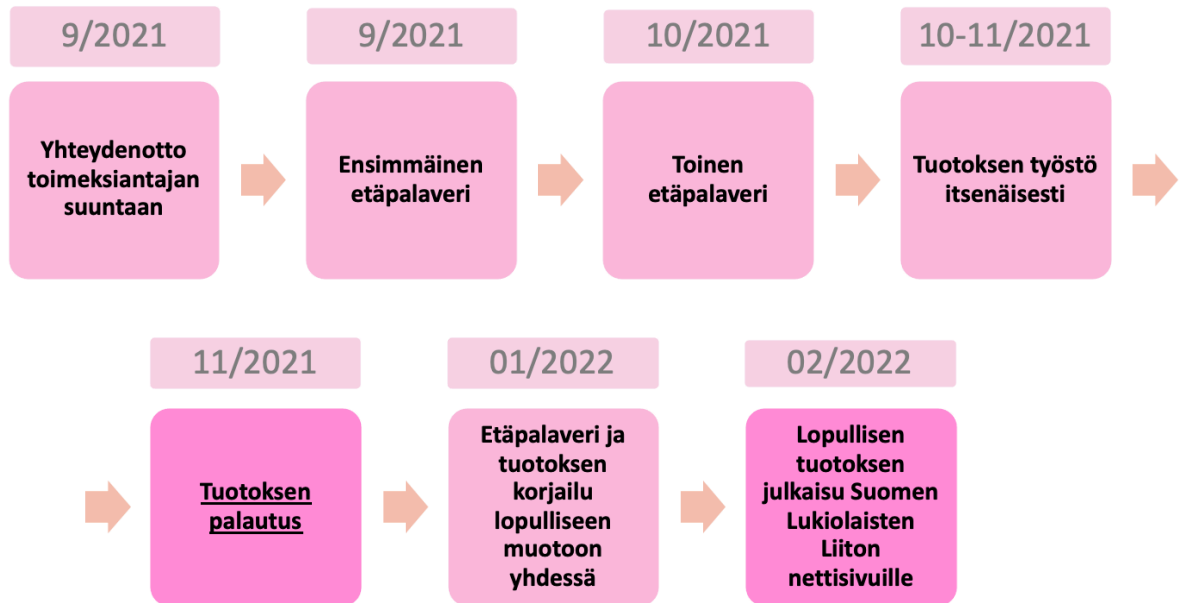 9/2021
Yhteydenotto
toimeksiantajan
suuntaan
9/2021
Ensimmäinen
etäpalaveri
10/2021
Toinen
etäpalaveri
10-11/2021
Tuotoksen työstö
itsenäisesti
11/2021
Tuotoksen
palautus
01/2022
Etäpalaveri ja
tuotoksen
korjailu
lopulliseen
muotoon
yhdessä
02/2022
Lopullisen
tuotoksen
julkaisu Suomen
Lukiolaisten
Liiton
nettisivuille